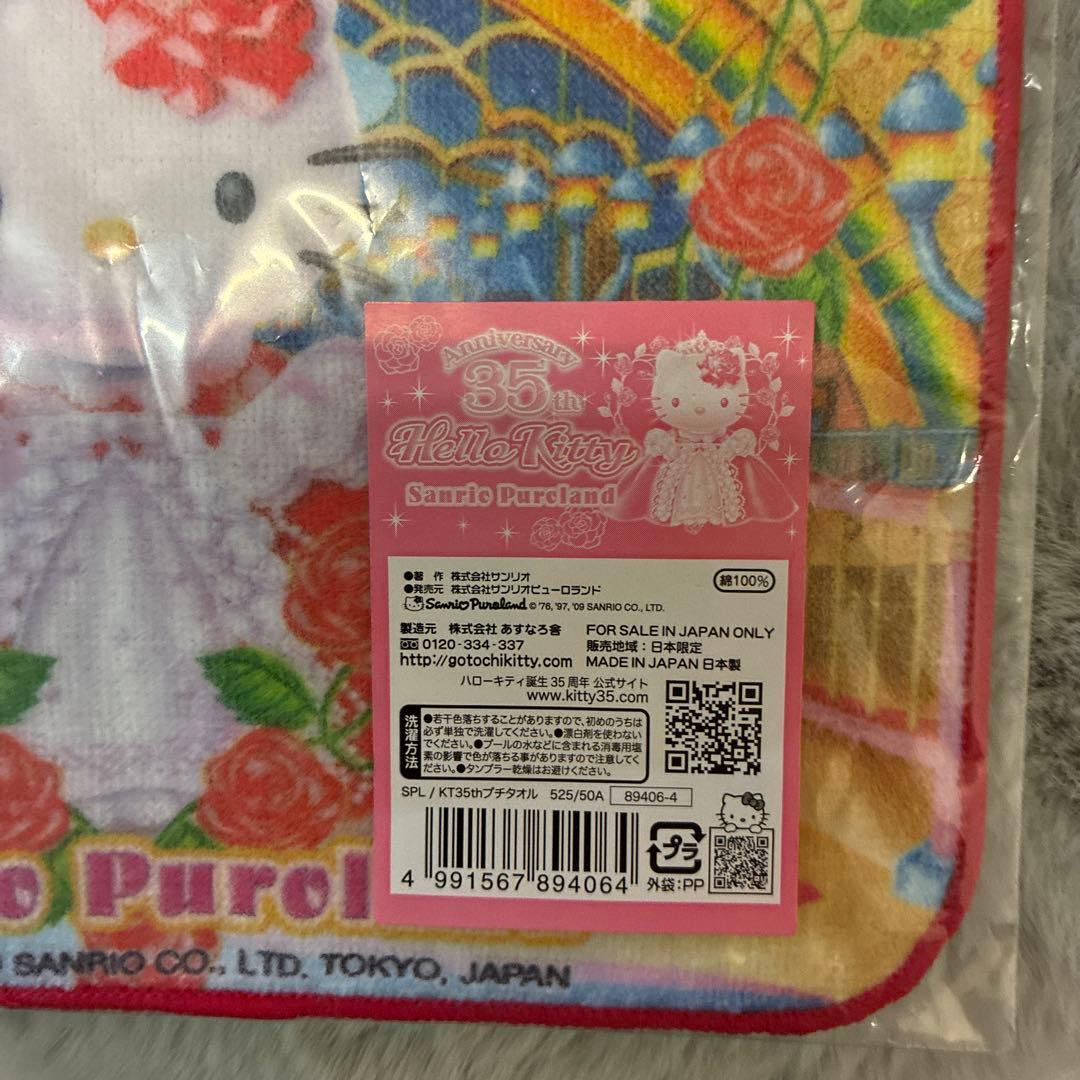 Anniversary
35th
Hello Kitty
Sanrio Puroland
●著 作 株式会社サンリオ
●発売元 株式会社サンリオピューロランド
Sanrio Puroland © '76, '97, '09 SANRIO CO., LTD.
綿100%
製造元 株式会社 あすなろ舎
0120-334-337
http://gotochikitty.com
FOR SALE IN JAPAN ONLY
販売地域：日本限定
MADE IN JAPAN 日本製
ハローキティ誕生 35 周年 公式サイト
www.kitty35.com
洗濯方法
●若干色落ちすることがありますので、初めのうちは
必ず単独で洗濯してください。●漂白剤を使わない
でください。●プールの水などに含まれる消毒用塩
素の影響で色が落ちる事がありますので注意してく
ださい。●タンブラー乾燥はお避けください。
SPL / KT35thプチタオル 525/50A 89406-4
4 991567 894064
プラ
外袋：PP
o Purol
SANRIO CO., LTD. TOKYO, JAPAN